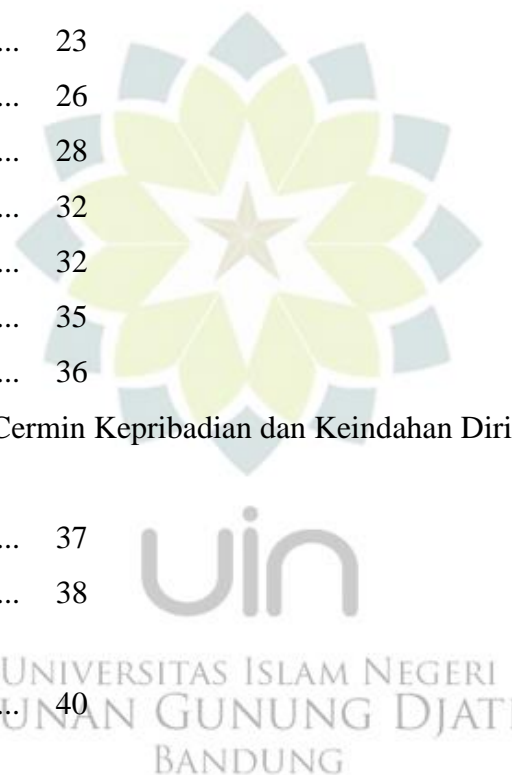 ... 23
... 26
... 28
... 32
... 32
... 35
... 36
Cermin Kepribadian dan Keindahan Diri
... 37
... 38
uin
UNIVERSITAS ISLAM NEGERI
... 40
UNAN GUNUNG DJATI
BANDUNG